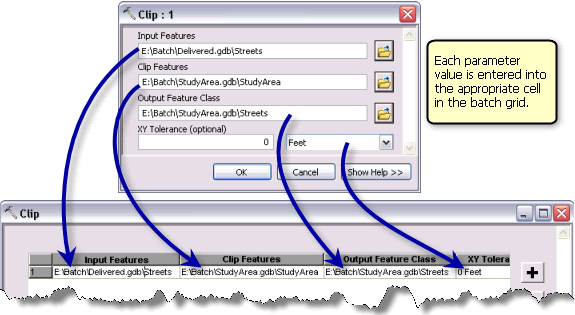 Clip : 1
Input Features
E:\Batch\Delivered.gdb\Streets
Clip Features
E:\Batch\StudyArea.gdb\StudyArea
Output Feature Class
E:\Batch\StudyArea.gdb\Streets
XY Tolerance (optional)
0 Feet
OK Cancel Show Help >>
Each parameter
value is entered into
the appropriate cell
in the batch grid.
Clip
Input Features Clip Features Output Feature Class XY Tolera
1 E:\Batch\Delivered.gdb\Streets E:\Batch\StudyArea.gdb\StudyArea E:\Batch\StudyArea.gdb\Streets 0 Feet